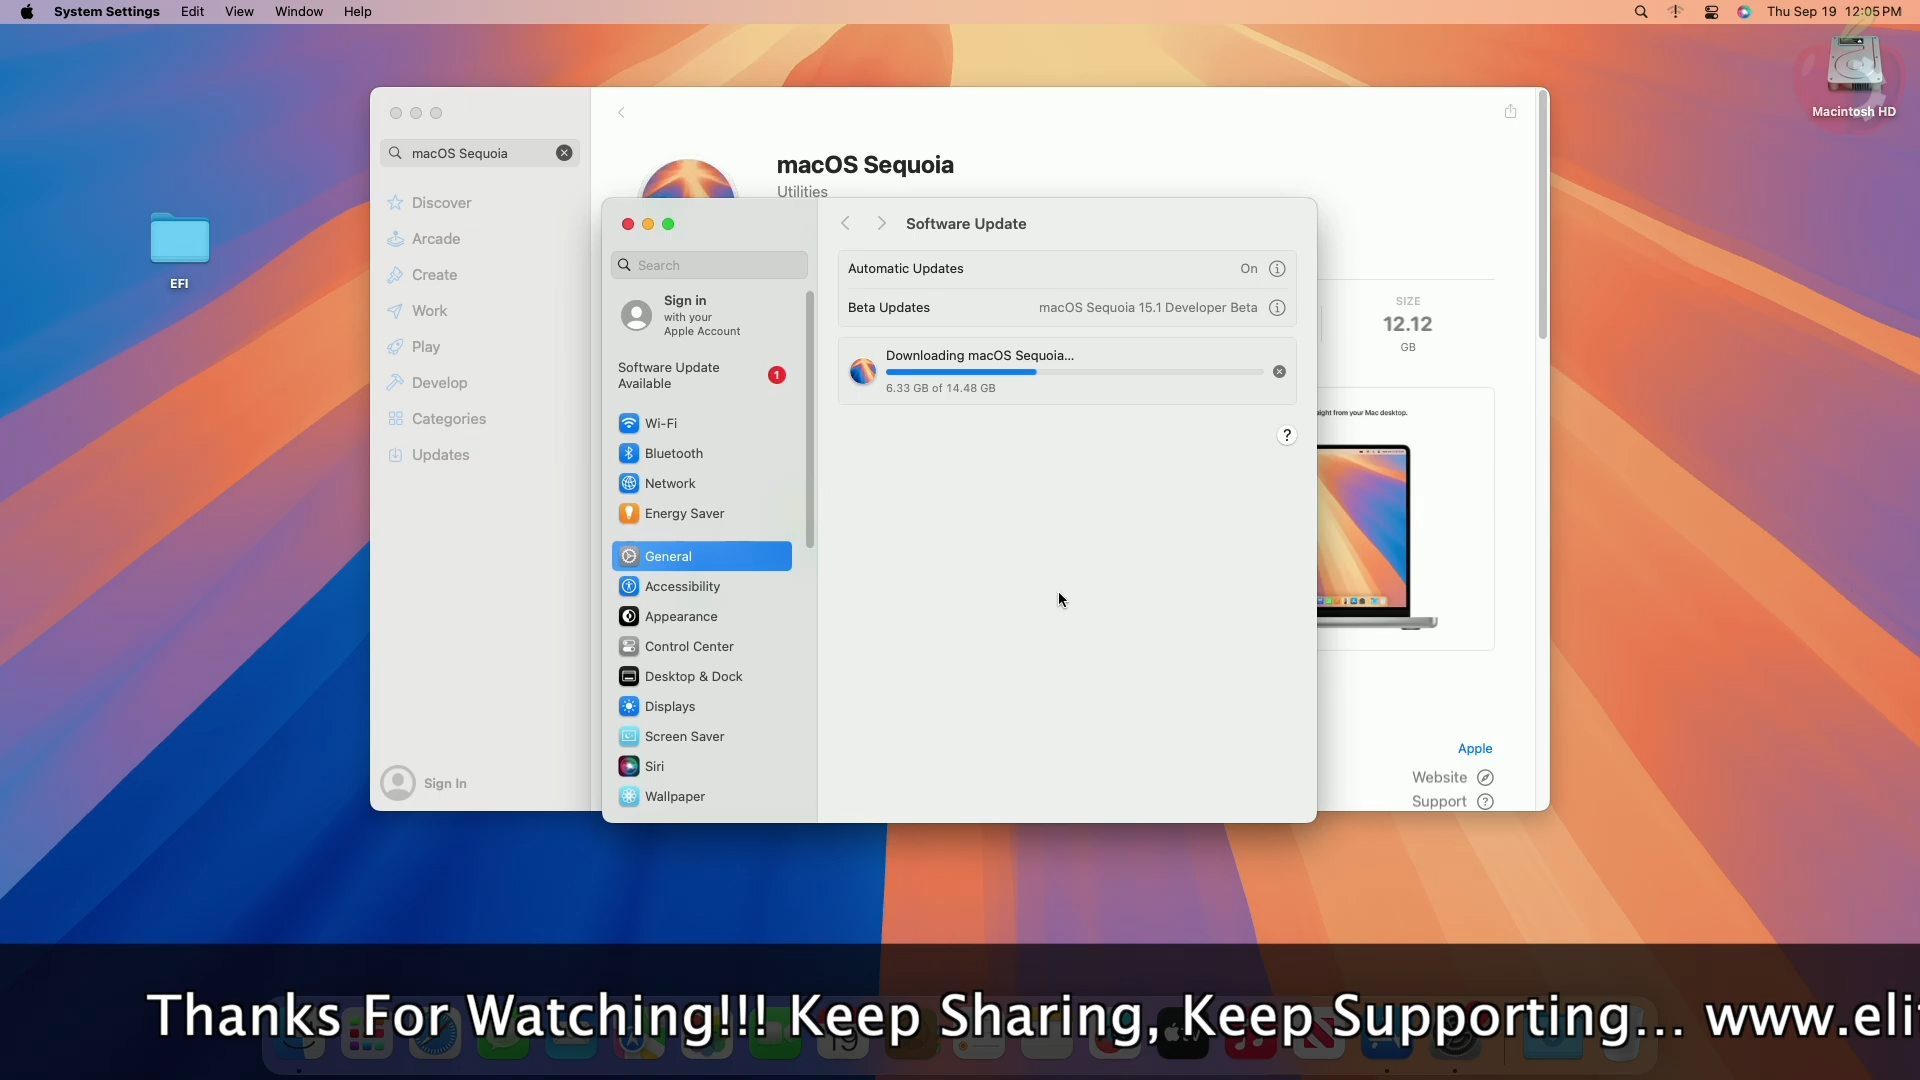 System Settings Edit View Window Help
Thu Sep 19 12:05 PM
Macintosh HD
EFI
macOS Sequoia
Discover
Arcade
Create
Work
Play
Develop
Categories
Updates
Sign In
macOS Sequoia
Utilities
SIZE
12.12
GB
aight from your Mac desktop.
Apple
Website
Support
Search
Sign in
with your
Apple Account
Software Update
Available
1
Wi-Fi
Bluetooth
Network
Energy Saver
General
Accessibility
Appearance
Control Center
Desktop & Dock
Displays
Screen Saver
Siri
Wallpaper
Software Update
Automatic Updates On
Beta Updates macOS Sequoia 15.1 Developer Beta
Downloading macOS Sequoia...
6.33 GB of 14.48 GB
?
Thanks For Watching!!! Keep Sharing, Keep Supporting... www.eli